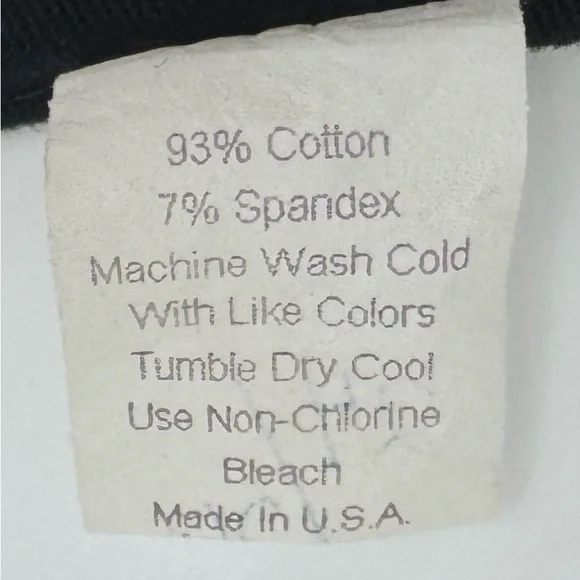 93% Cotton
7% Spandex
Machine Wash Cold
With Like Colors
Tumble Dry Cool
Use Non-Chlorine
Bleach
Made In U.S.A.